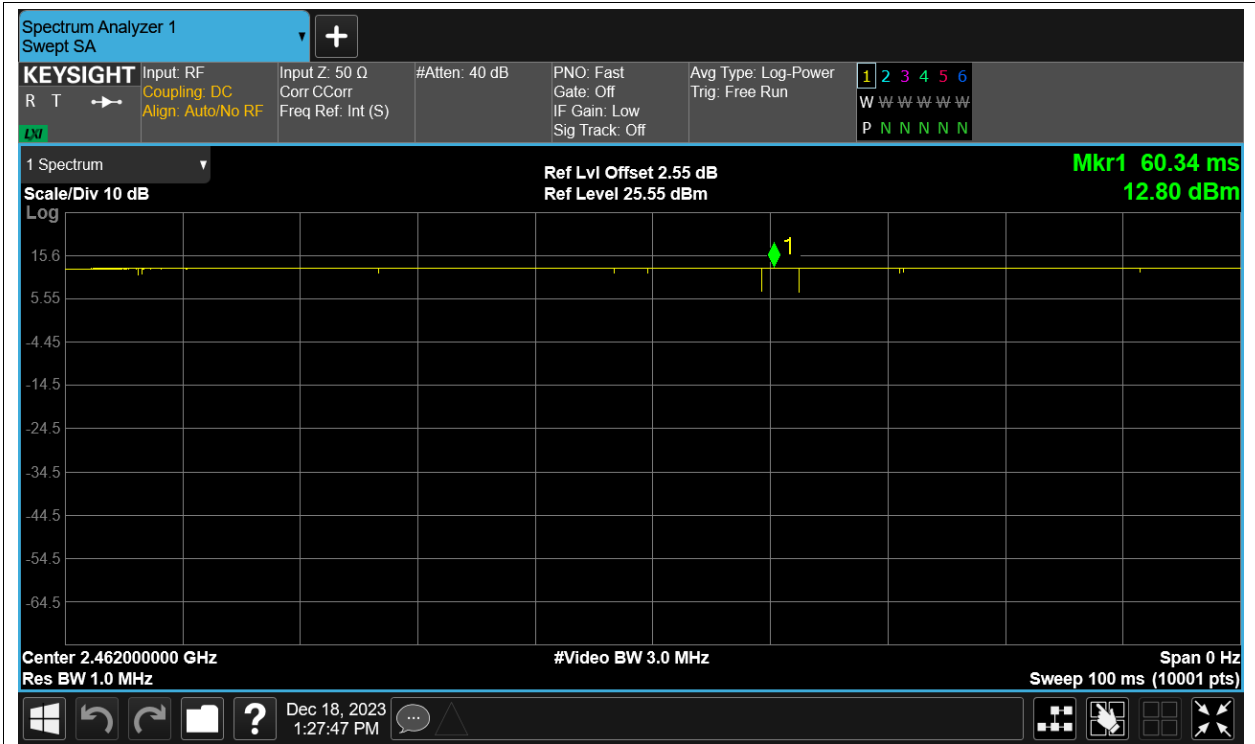 Spectrum Analyzer 1
Swept SA
KEYSIGHT
R T
LXI
Input: RF
Coupling: DC
Align: Auto/No RF
Input Z: 50 Ω
Corr CCorr
Freq Ref: Int (S)
#Atten: 40 dB
PNO: Fast
Gate: Off
IF Gain: Low
Sig Track: Off
Avg Type: Log-Power
Trig: Free Run
1 2 3 4 5 6
W W W W W W
P N N N N N
1 Spectrum
Scale/Div 10 dB
Log
Ref Lvl Offset 2.55 dB
Ref Level 25.55 dBm
Mkr1 60.34 ms
12.80 dBm
1
15.6
5.55
-4.45
-14.5
-24.5
-34.5
-44.5
-54.5
-64.5
Center 2.462000000 GHz
#Video BW 3.0 MHz
Span 0 Hz
Res BW 1.0 MHz
Sweep 100 ms (10001 pts)
?
Dec 18, 2023
1:27:47 PM